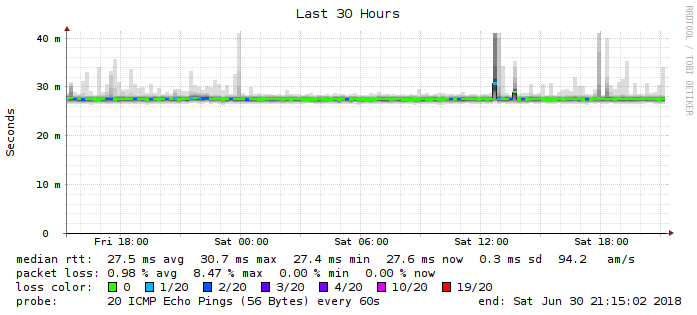 Last 30 Hours
RRDTOOL / TOBI OETIKER
Seconds
40 m
30 m
20 m
10 m
0
Fri 18:00 Sat 00:00 Sat 06:00 Sat 12:00 Sat 18:00
median rtt: 27.5 ms avg 30.7 ms max 27.4 ms min 27.6 ms now 0.3 ms sd 94.2 am/s
packet loss: 0.98 % avg 8.47 % max 0.00 % min 0.00 % now
loss color: 0 1/20 2/20 3/20 4/20 10/20 19/20
probe: 20 ICMP Echo Pings (56 Bytes) every 60s end: Sat Jun 30 21:15:02 2018